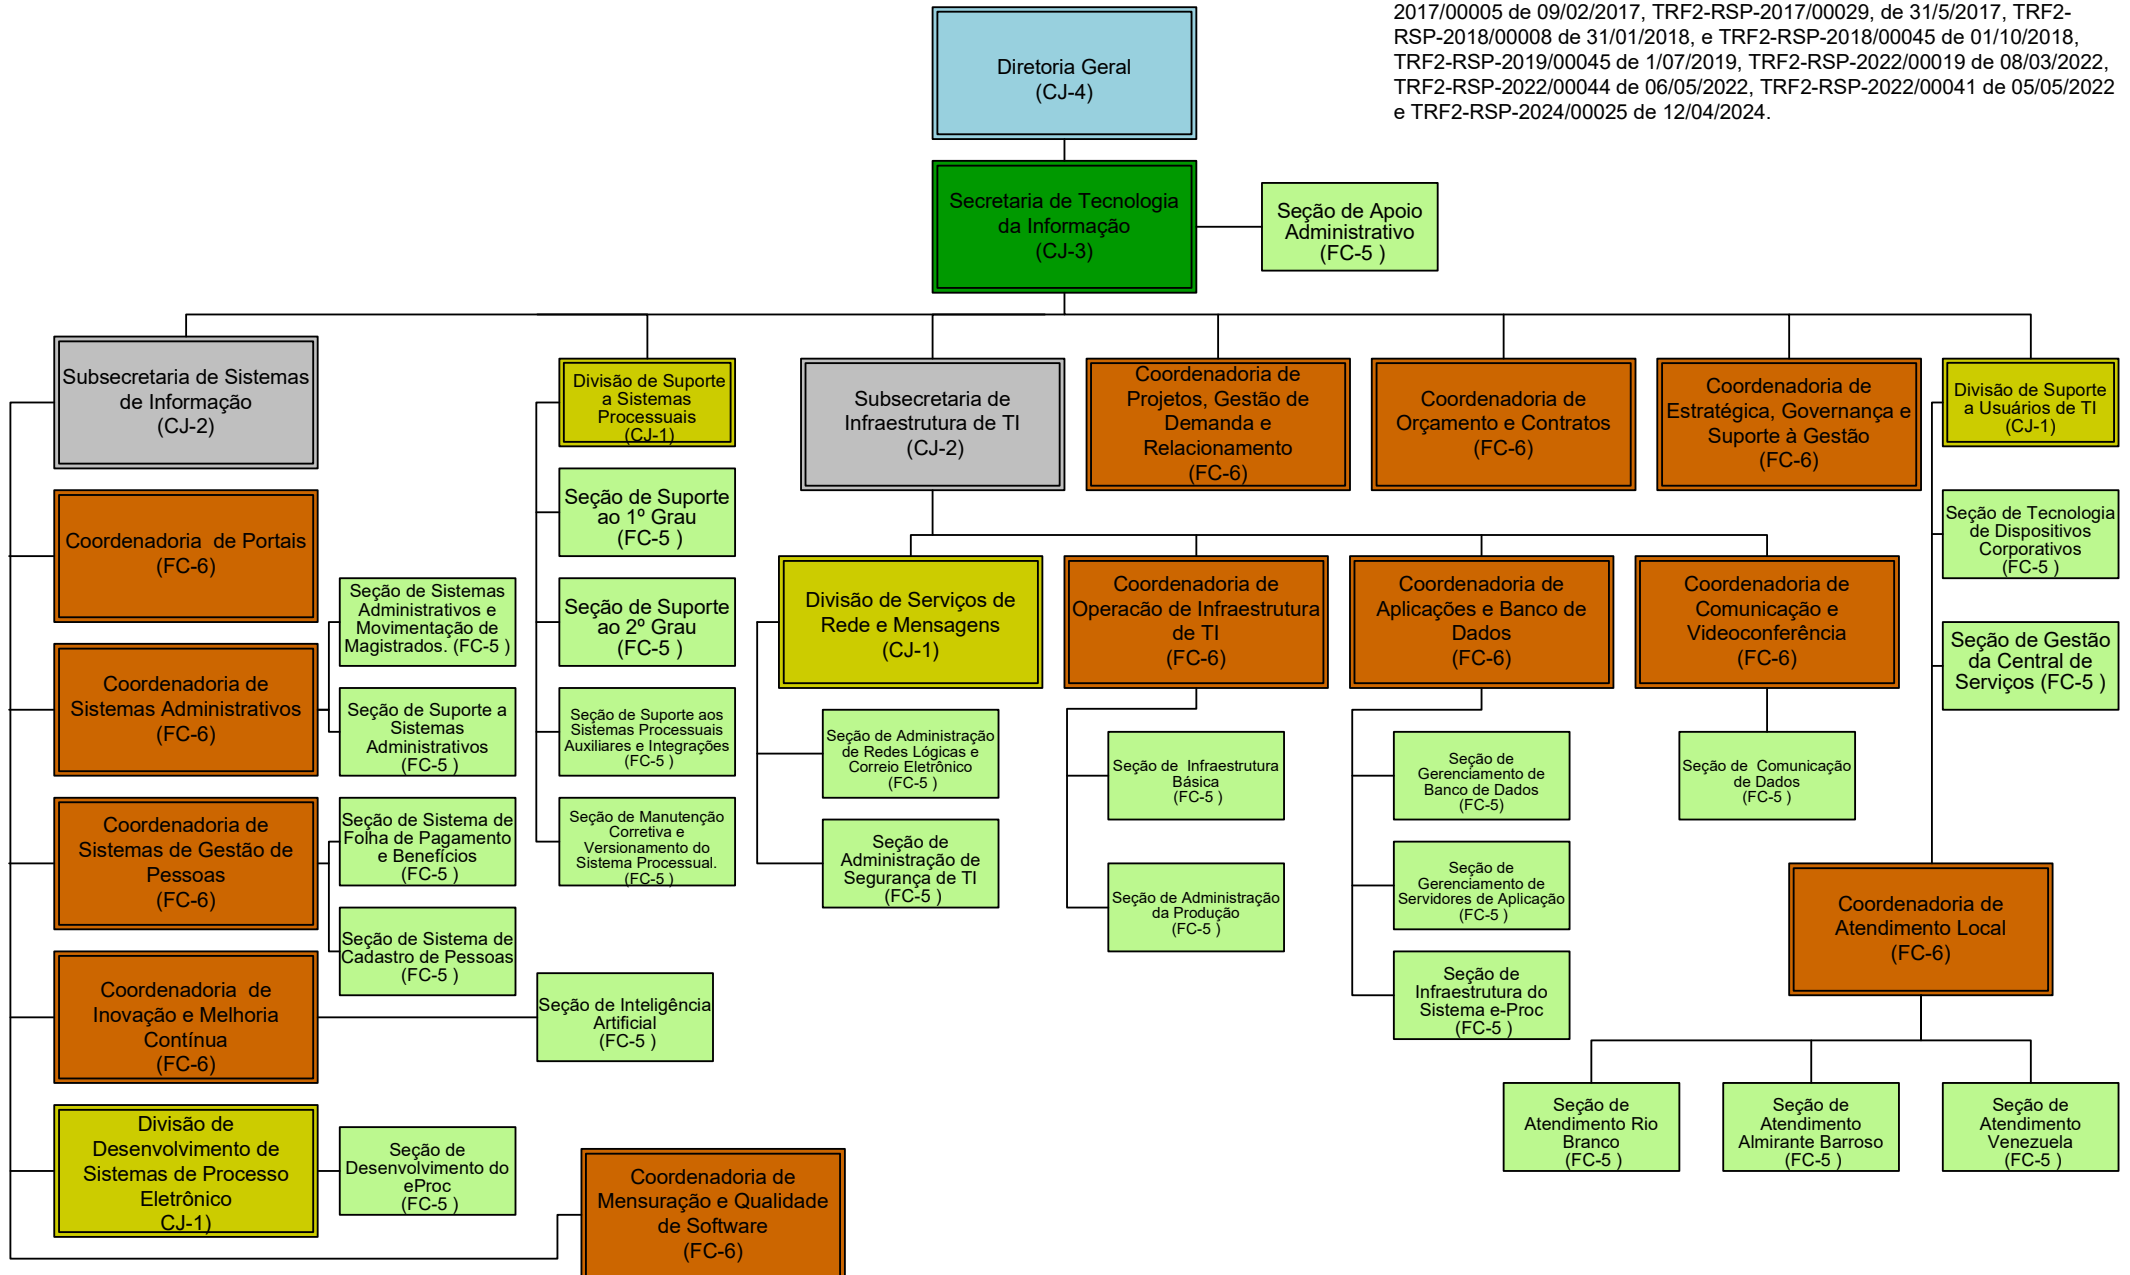 2017/00005 de 09/02/2017, TRF2-RSP-2017/00029, de 31/5/2017, TRF2-
RSP-2018/00008 de 31/01/2018, e TRF2-RSP-2018/00045 de 01/10/2018,
TRF2-RSP-2019/00045 de 1/07/2019, TRF2-RSP-2022/00019 de 08/03/2022,
TRF2-RSP-2022/00044 de 06/05/2022, TRF2-RSP-2022/00041 de 05/05/2022
e TRF2-RSP-2024/00025 de 12/04/2024.
Diretoria Geral
(CJ-4)
Secretaria de Tecnologia
da Informação
(CJ-3)
Seção de Apoio
Administrativo
(FC-5 )
Subsecretaria de Sistemas
de Informação
(CJ-2)
Divisão de Suporte
a Sistemas
Processuais
(CJ-1)
Subsecretaria de
Infraestrutura de TI
(CJ-2)
Coordenadoria de
Projetos, Gestão de
Demanda e
Relacionamento
(FC-6)
Coordenadoria de
Orçamento e Contratos
(FC-6)
Coordenadoria de
Estratégica, Governança e
Suporte à Gestão
(FC-6)
Divisão de Suporte
a Usuários de TI
(CJ-1)
Coordenadoria  de Portais
(FC-6)
Seção de Sistemas
Administrativos e
Movimentação de
Magistrados. (FC-5 )
Coordenadoria de
Sistemas Administrativos
(FC-6)
Seção de Suporte a
Sistemas
Administrativos
(FC-5 )
Coordenadoria de
Sistemas de Gestão de
Pessoas
(FC-6)
Seção de Sistema de
Folha de Pagamento
e Benefícios
(FC-5 )
Seção de Sistema de
Cadastro de Pessoas
(FC-5 )
Coordenadoria  de
Inovação e Melhoria
Contínua
(FC-6)
Seção de Inteligência
Artificial
(FC-5 )
Divisão de
Desenvolvimento de
Sistemas de Processo
Eletrônico
CJ-1)
Seção de
Desenvolvimento do
eProc
(FC-5 )
Coordenadoria de
Mensuração e Qualidade
de Software
(FC-6)
Seção de Suporte
ao 1º Grau
(FC-5 )
Seção de Suporte
ao 2º Grau
(FC-5 )
Seção de Suporte aos
Sistemas Processuais
Auxiliares e Integrações
(FC-5 )
Seção de Manutenção
Corretiva e
Versionamento do
Sistema Processual.
(FC-5 )
Divisão de Serviços de
Rede e Mensagens
(CJ-1)
Seção de Administração
de Redes Lógicas e
Correio Eletrônico
(FC-5 )
Seção de
Administração de
Segurança de TI
(FC-5 )
Coordenadoria de
Operacão de Infraestrutura
de TI
(FC-6)
Seção de  Infraestrutura
Básica
(FC-5 )
Seção de Administração
da Produção
(FC-5 )
Coordenadoria de
Aplicações e Banco de
Dados
(FC-6)
Seção de
Gerenciamento de
Banco de Dados
(FC-5)
Seção de
Gerenciamento de
Servidores de Aplicação
(FC-5 )
Seção de
Infraestrutura do
Sistema e-Proc
(FC-5 )
Coordenadoria de
Comunicação e
Videoconferência
(FC-6)
Seção de  Comunicação
de Dados
(FC-5 )
Seção de Tecnologia
de Dispositivos
Corporativos
(FC-5 )
Seção de Gestão
da Central de
Serviços (FC-5 )
Coordenadoria de
Atendimento Local
(FC-6)
Seção de
Atendimento Rio
Branco
(FC-5 )
Seção de
Atendimento
Almirante Barroso
(FC-5 )
Seção de
Atendimento
Venezuela
(FC-5 )